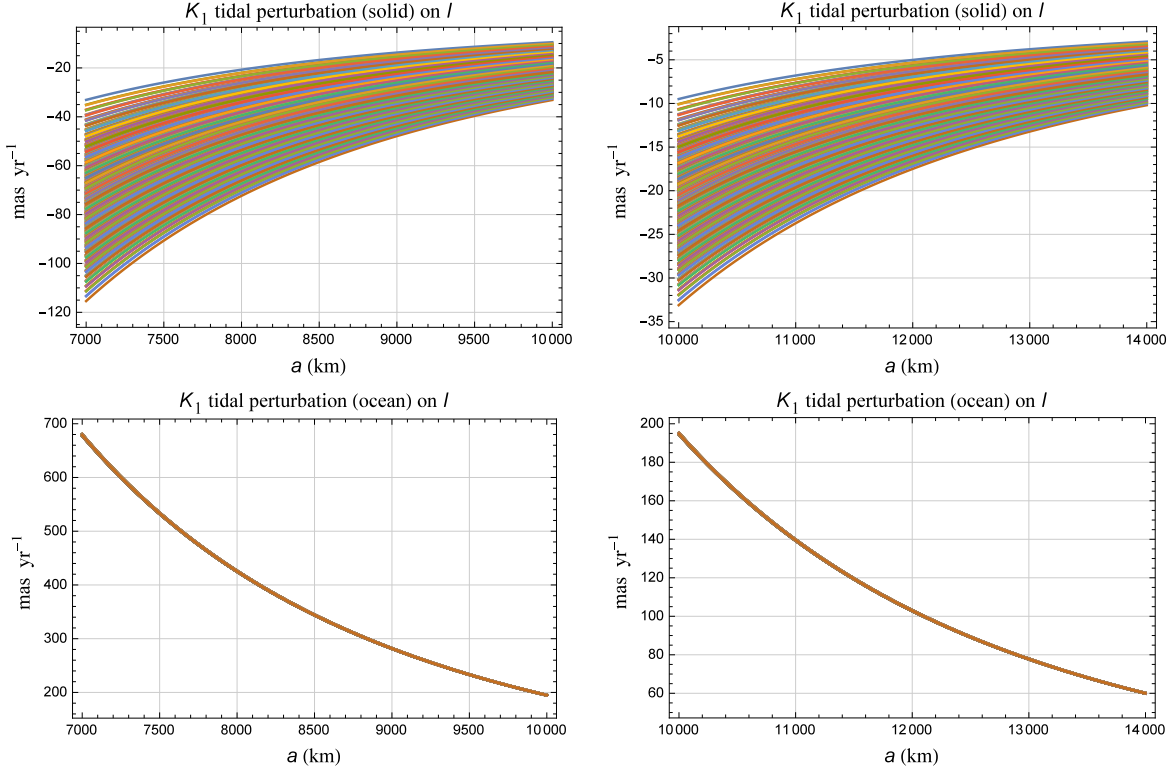 K₁ tidal perturbation (solid) on I
mas yr⁻¹
−20
−40
−60
−80
−100
−120
7000 7500 8000 8500 9000 9500 10 000
a (km)
K₁ tidal perturbation (solid) on I
mas yr⁻¹
−5
−10
−15
−20
−25
−30
−35
10 000 11 000 12 000 13 000 14 000
a (km)
K₁ tidal perturbation (ocean) on I
mas yr⁻¹
700
600
500
400
300
200
7000 7500 8000 8500 9000 9500 10 000
a (km)
K₁ tidal perturbation (ocean) on I
mas yr⁻¹
200
180
160
140
120
100
80
60
10 000 11 000 12 000 13 000 14 000
a (km)